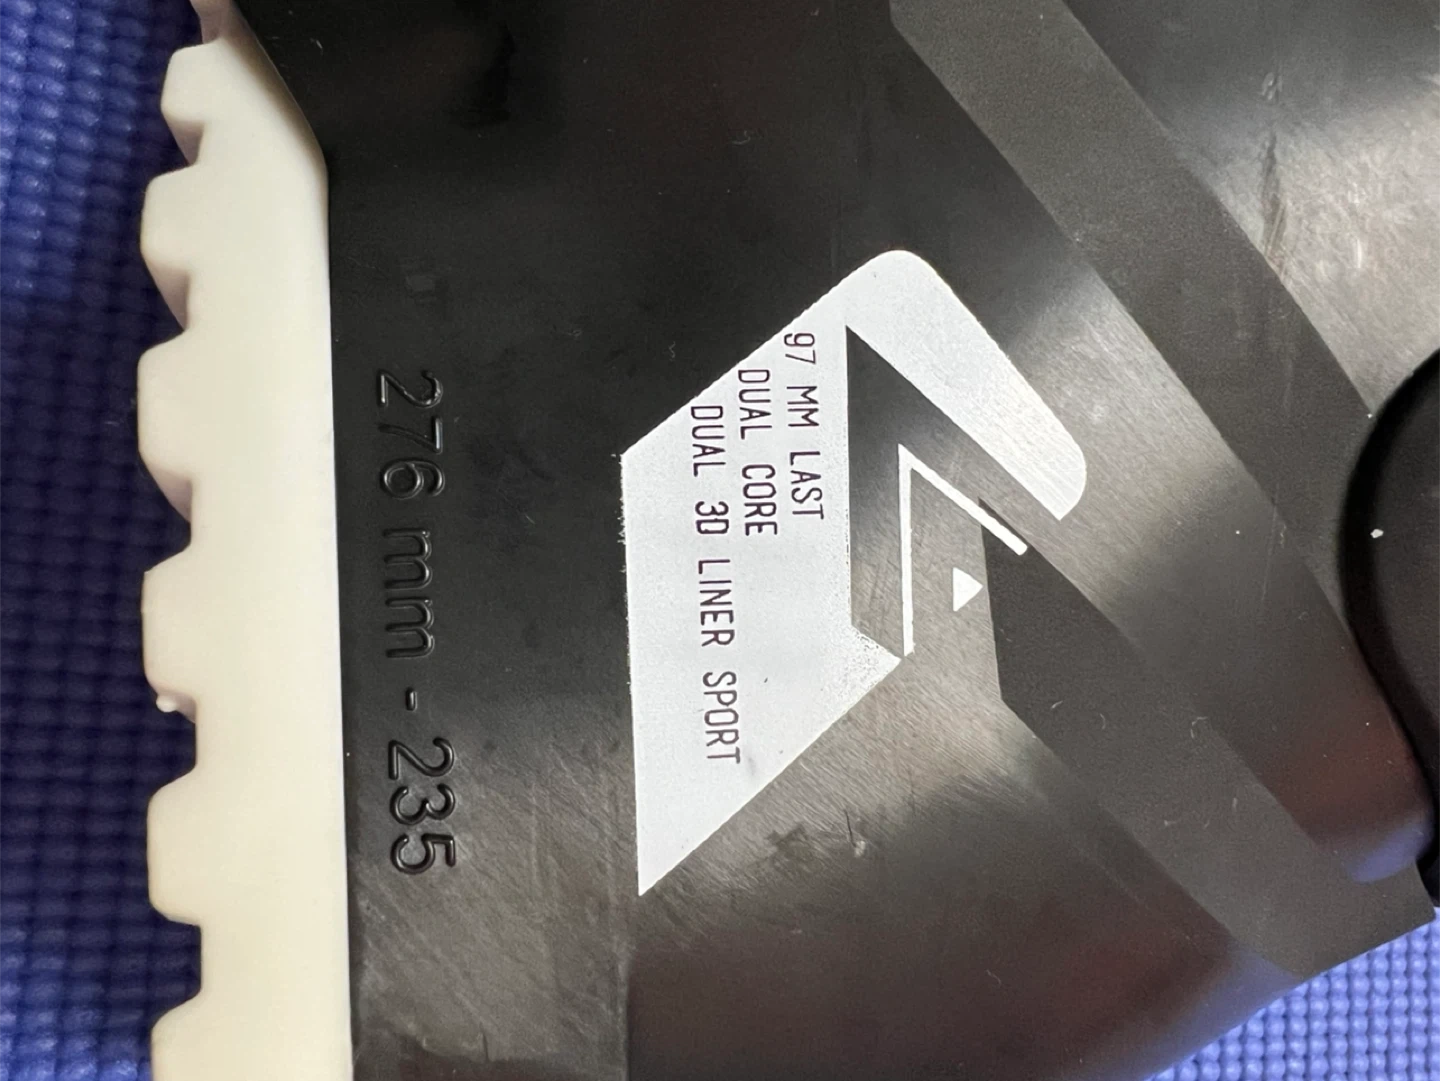 97 MM LAST
DUAL CORE
DUAL 3D LINER SPORT
276 mm - 235